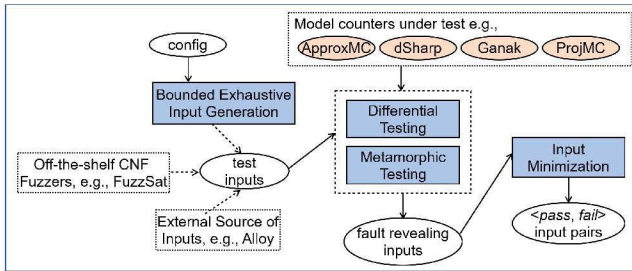 Model counters under test e.g.,
ApproxMC
dSharp
Ganak
ProjMC
config
Bounded Exhaustive
Input Generation
Differential
Testing
Metamorphic
Testing
Input
Minimization
Off-the-shelf CNF
Fuzzers, e.g., FuzzSat
test
inputs
External Source of
Inputs, e.g., Alloy
fault revealing
inputs
<pass, fail>
input pairs